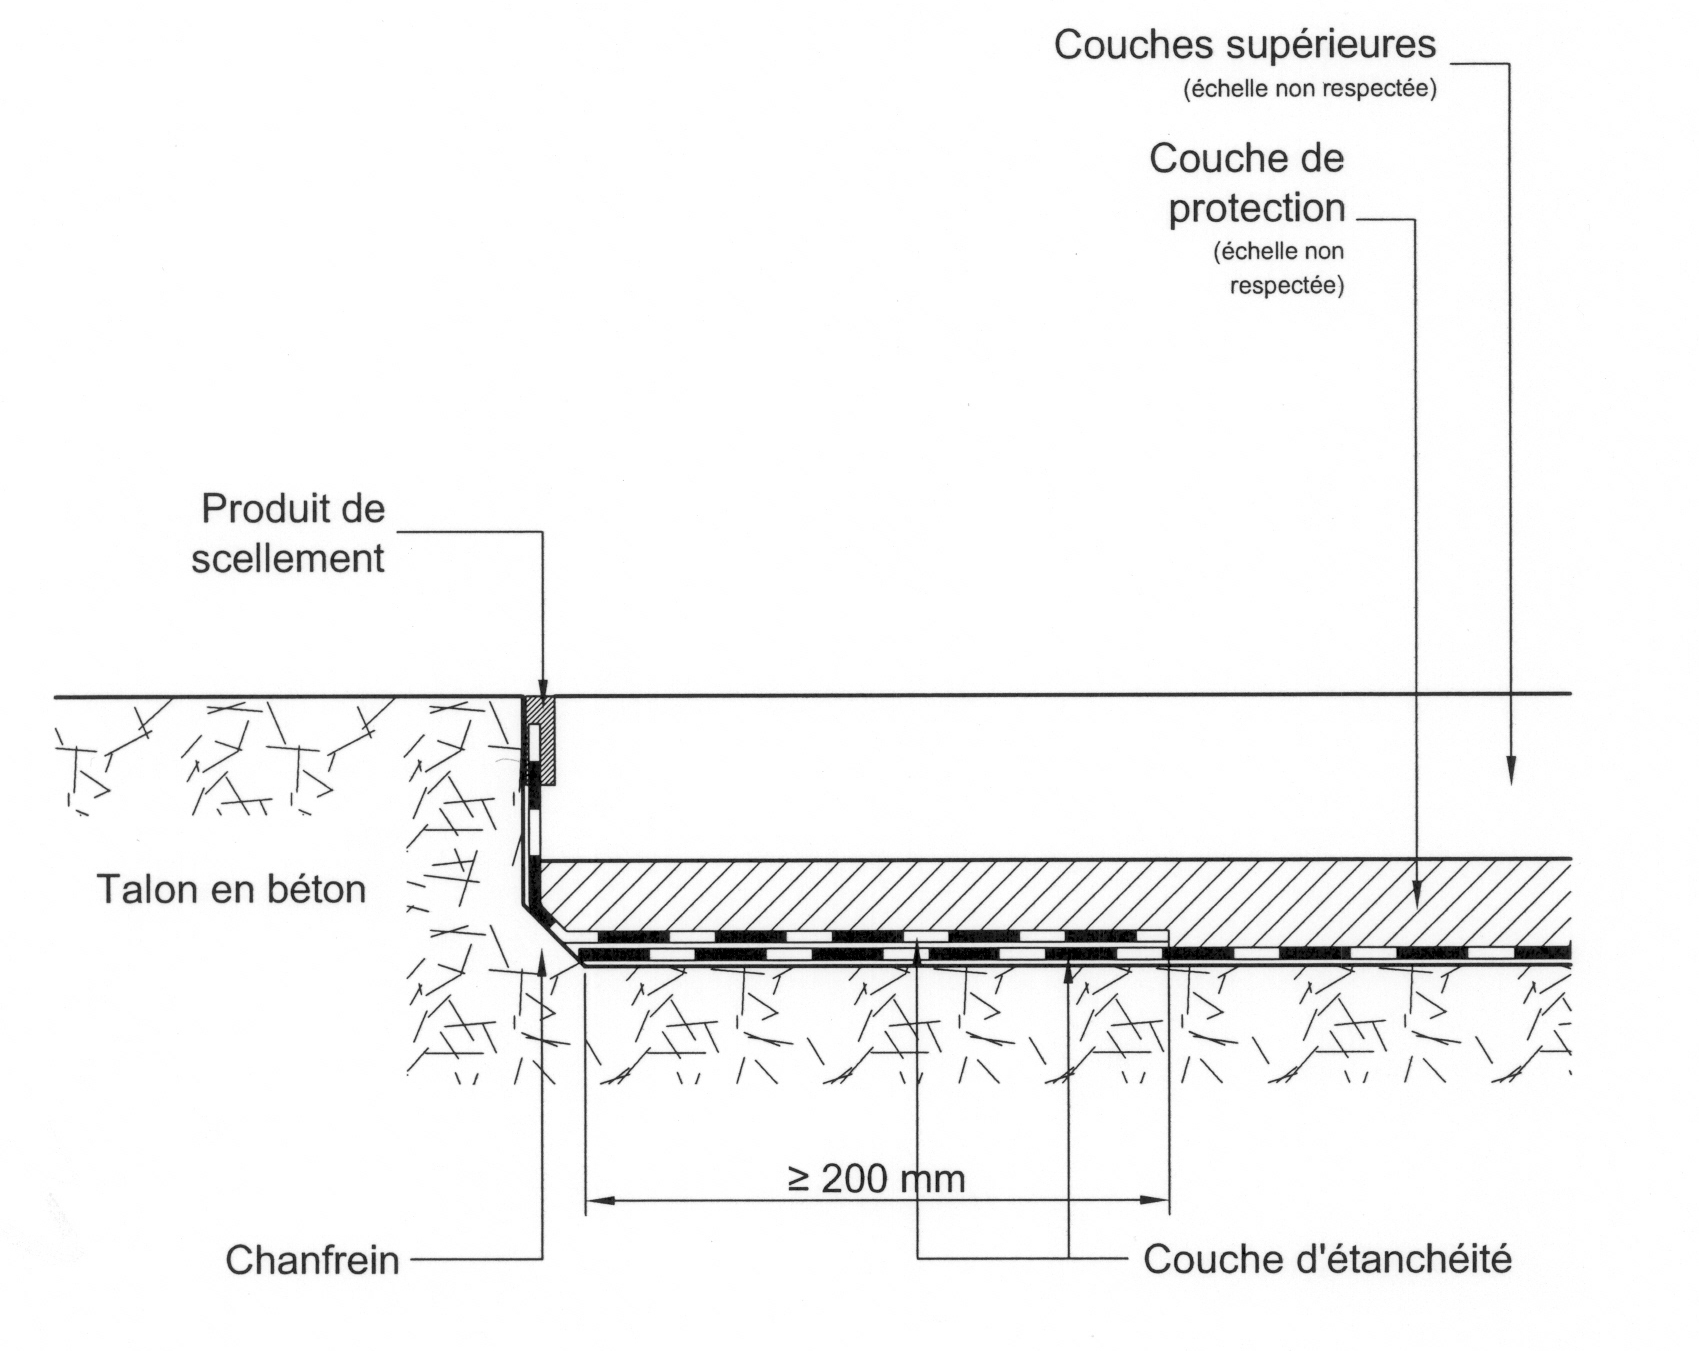 Couches supérieures
(échelle non respectée)
Couche de
protection
(échelle non
respectée)
Produit de
scellement
Talon en béton
≥ 200 mm
Chanfrein
Couche d'étanchéité